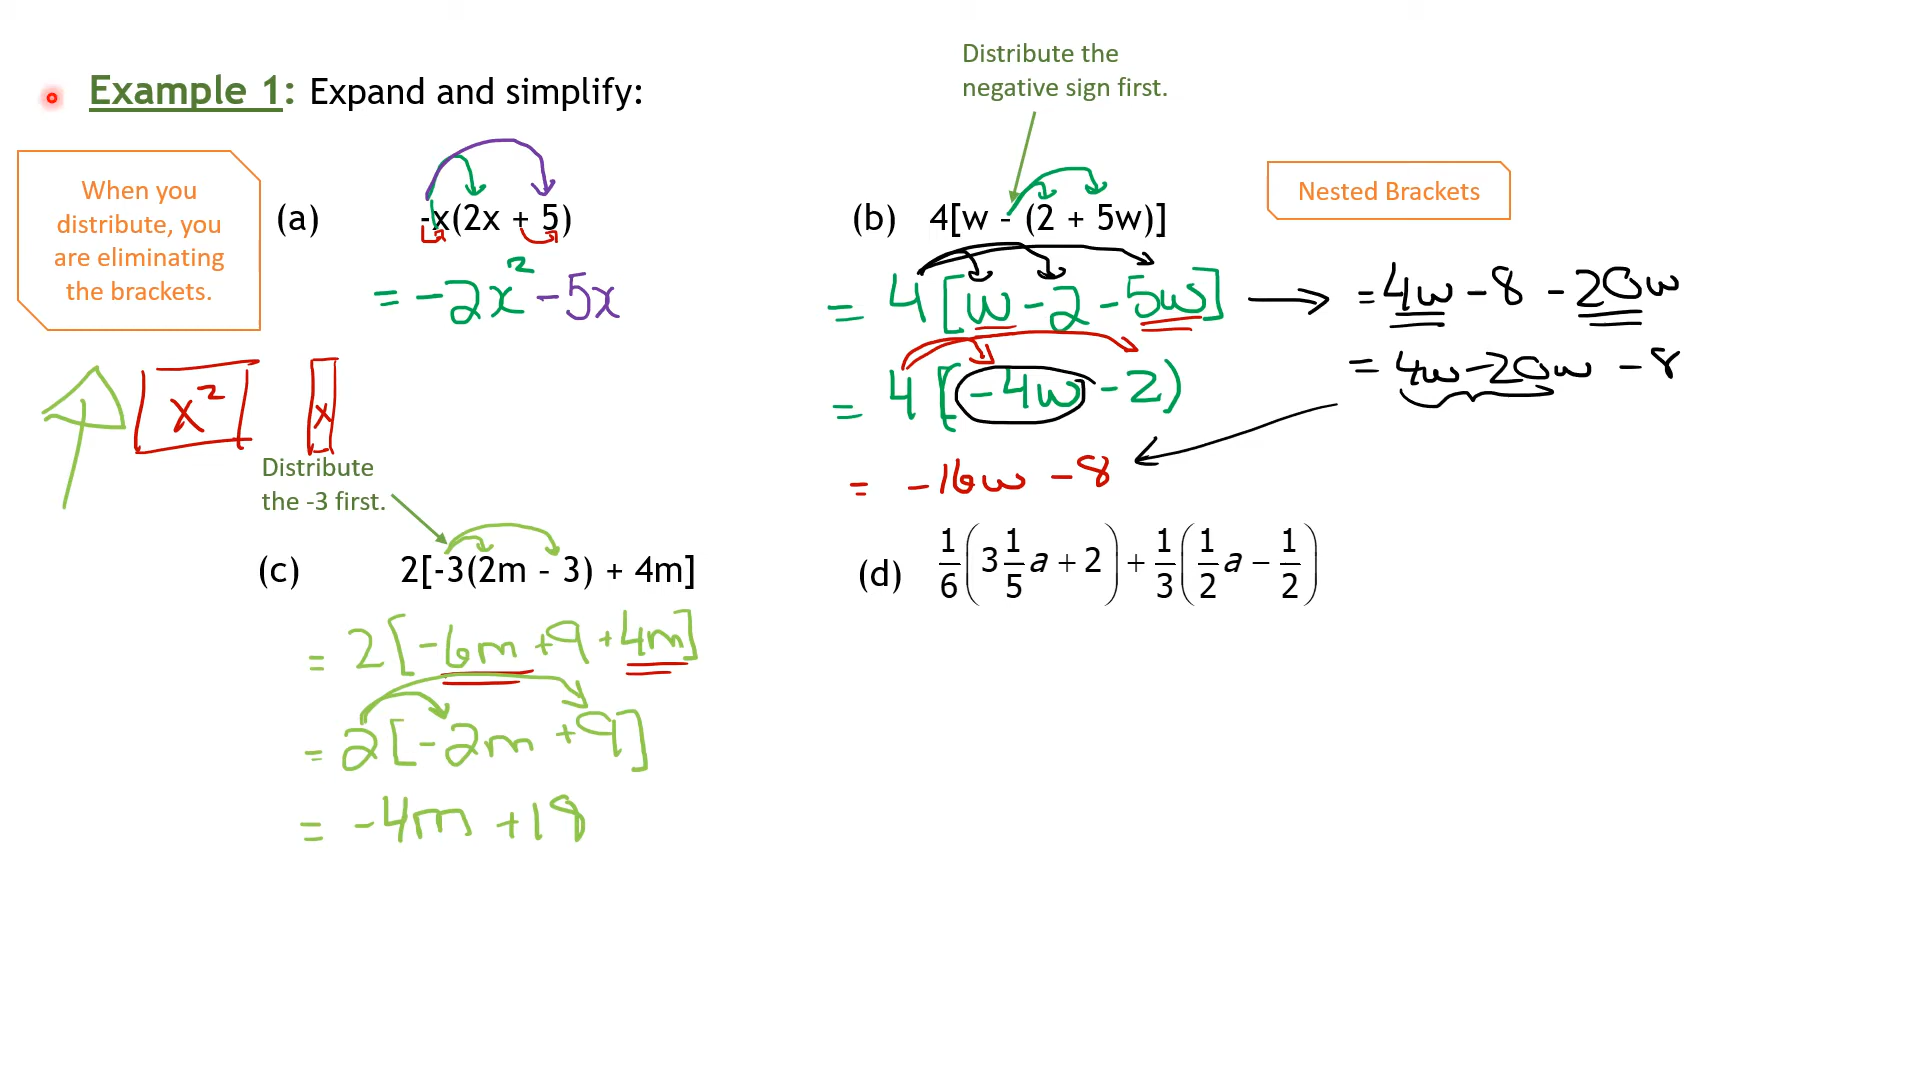 Example 1: Expand and simplify:
When you
distribute, you
are eliminating
the brackets.
(a) -x(2x + 5)
= -2x² -5x
x² x
Distribute the
negative sign first.
Nested Brackets
(b) 4[w - (2 + 5w)]
= 4[w - 2 - 5w] → = 4w - 8 - 20w
= 4w - 20w - 8
= 4[-4w - 2)
= -16w - 8
Distribute
the -3 first.
(c) 2[-3(2m – 3) + 4m]
= 2[-6m + 9 + 4m]
= 2[-2m + 9]
= -4m + 18
(d) 1/6(3 1/5 a + 2) + 1/3(1/2 a − 1/2)